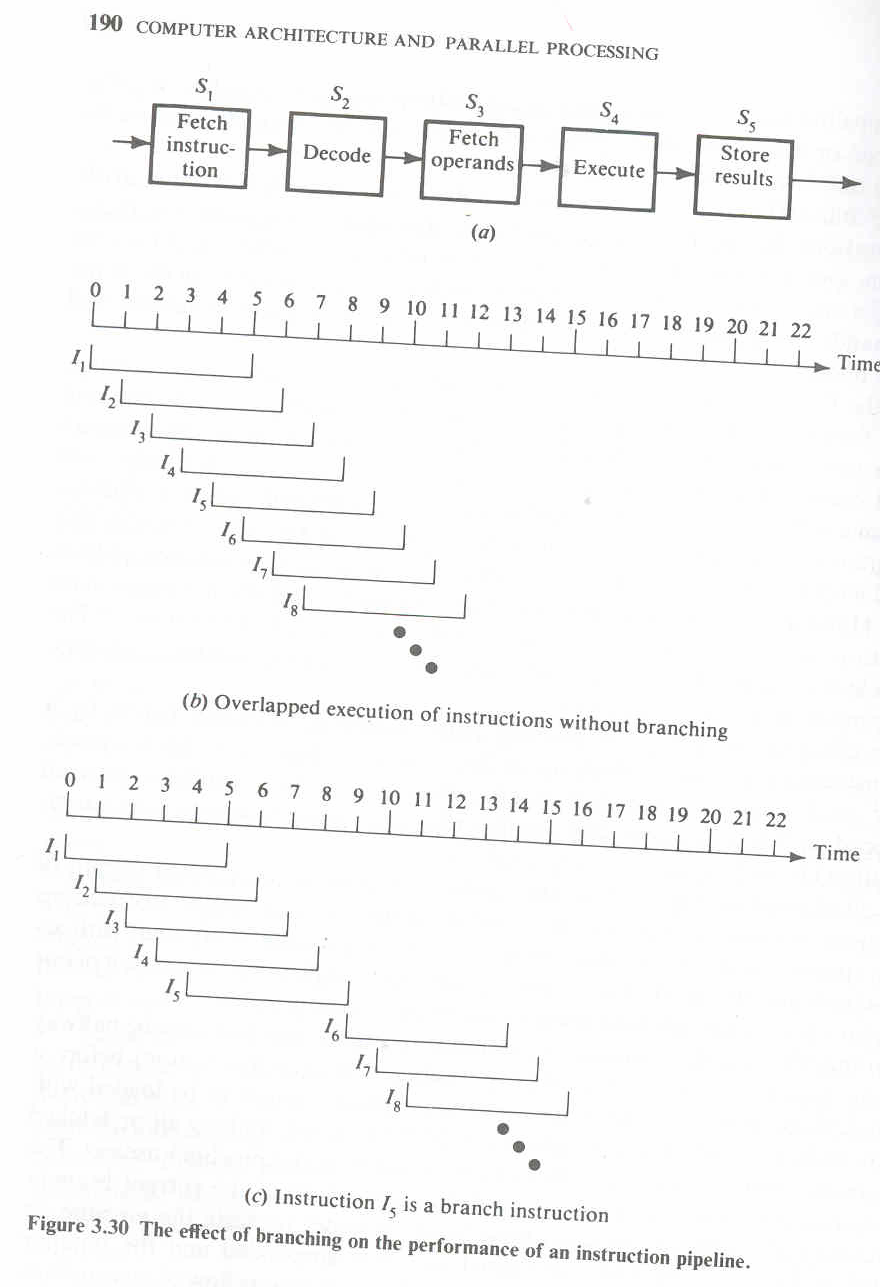 190 COMPUTER ARCHITECTURE AND PARALLEL PROCESSING
S₁ S₂ S₃ S₄ S₅
Fetch
instruc-
tion
Decode
Fetch
operands
Execute
Store
results
(a)
0 1 2 3 4 5 6 7 8 9 10 11 12 13 14 15 16 17 18 19 20 21 22
Time
I₁
I₂
I₃
I₄
I₅
I₆
I₇
I₈
(b) Overlapped execution of instructions without branching
0 1 2 3 4 5 6 7 8 9 10 11 12 13 14 15 16 17 18 19 20 21 22
Time
I₁
I₂
I₃
I₄
I₅
I₆
I₇
I₈
(c) Instruction I₅ is a branch instruction
Figure 3.30 The effect of branching on the performance of an instruction pipeline.